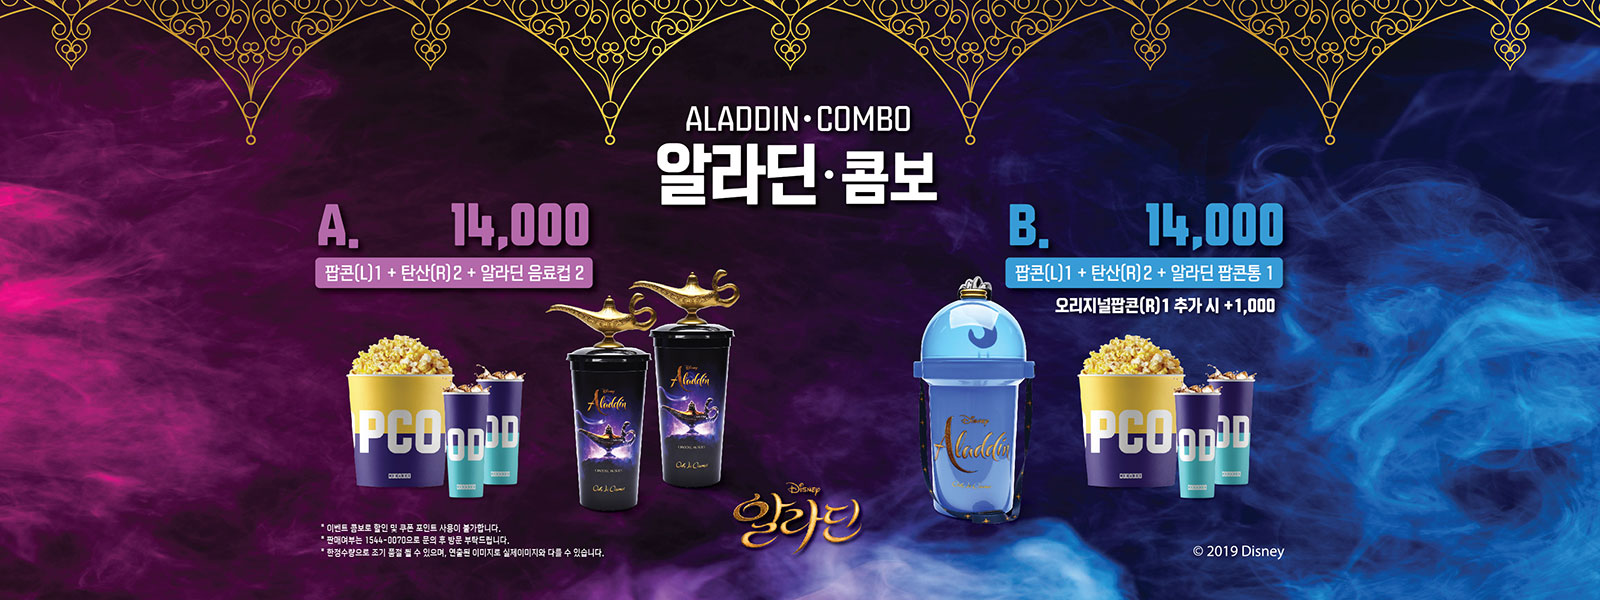 ALADDIN·COMBO
알라딘·콤보
A. 14,000
팝콘(L)1 + 탄산(R)2 + 알라딘 음료컵 2
B. 14,000
팝콘(L)1 + 탄산(R)2 + 알라딘 팝콘통 1
오리지널팝콘(R)1 추가 시 +1,000
PCO
OD
OD
Disney
Aladdin
Disney
Aladdin
Disney
Aladdin
PCO
OD
OD
Disney
알라딘
* 이벤트 콤보로 할인 및 쿠폰 포인트 사용이 불가합니다.
* 판매여부는 1544-0070으로 문의 후 방문 부탁드립니다.
* 한정수량으로 조기 품절 될 수 있으며, 연출된 이미지로 실제이미지와 다를 수 있습니다.
© 2019 Disney